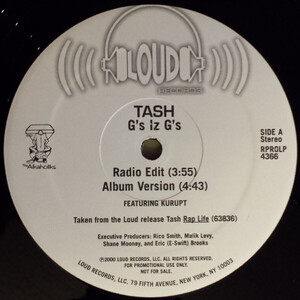 LOUD
RECORDS
TASH
G's iz G's
SIDE A
Stereo
RPROLP
4366
tha Alkaholiks
Radio Edit (3:55)
Album Version (4:43)
FEATURING KURUPT
Taken from the Loud release Tash Rap Life (63836)
Executive Producers: Rico Smith, Malik Levy,
Shane Mooney, and Eric (E-Swift) Brooks
©2000 LOUD RECORDS, LLC. ALL RIGHTS RESERVED.
FOR PROMOTIONAL USE ONLY.
NOT FOR SALE.
LOUD RECORDS, LLC, 79 FIFTH AVENUE, NEW YORK, NY 10003